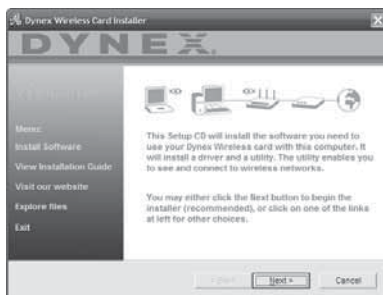 Dynex Wireless Card Installer
DYNEX
Menu:
Install Software
View Installation Guide
Visit our website
Explore files
Exit
This Setup CD will install the software you need to
use your Dynex Wireless card with this computer. It
will install a driver and a utility. The utility enables you
to see and connect to wireless networks.
You may either click the Next button to begin the
installer (recommended), or click on one of the links
at left for other choices.
Next >
Cancel